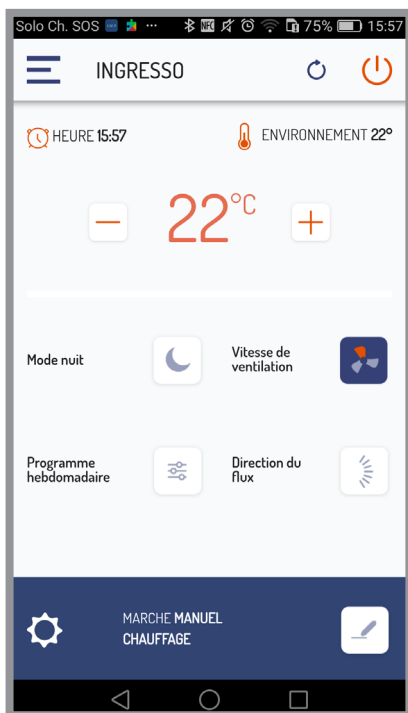 Solo Ch. SOS ... NFC 75% 15:57
INGRESSO
HEURE 15:57
ENVIRONNEMENT 22°
22°C
Mode nuit
Vitesse de
ventilation
Programme
hebdomadaire
Direction du
flux
MARCHE MANUEL
CHAUFFAGE